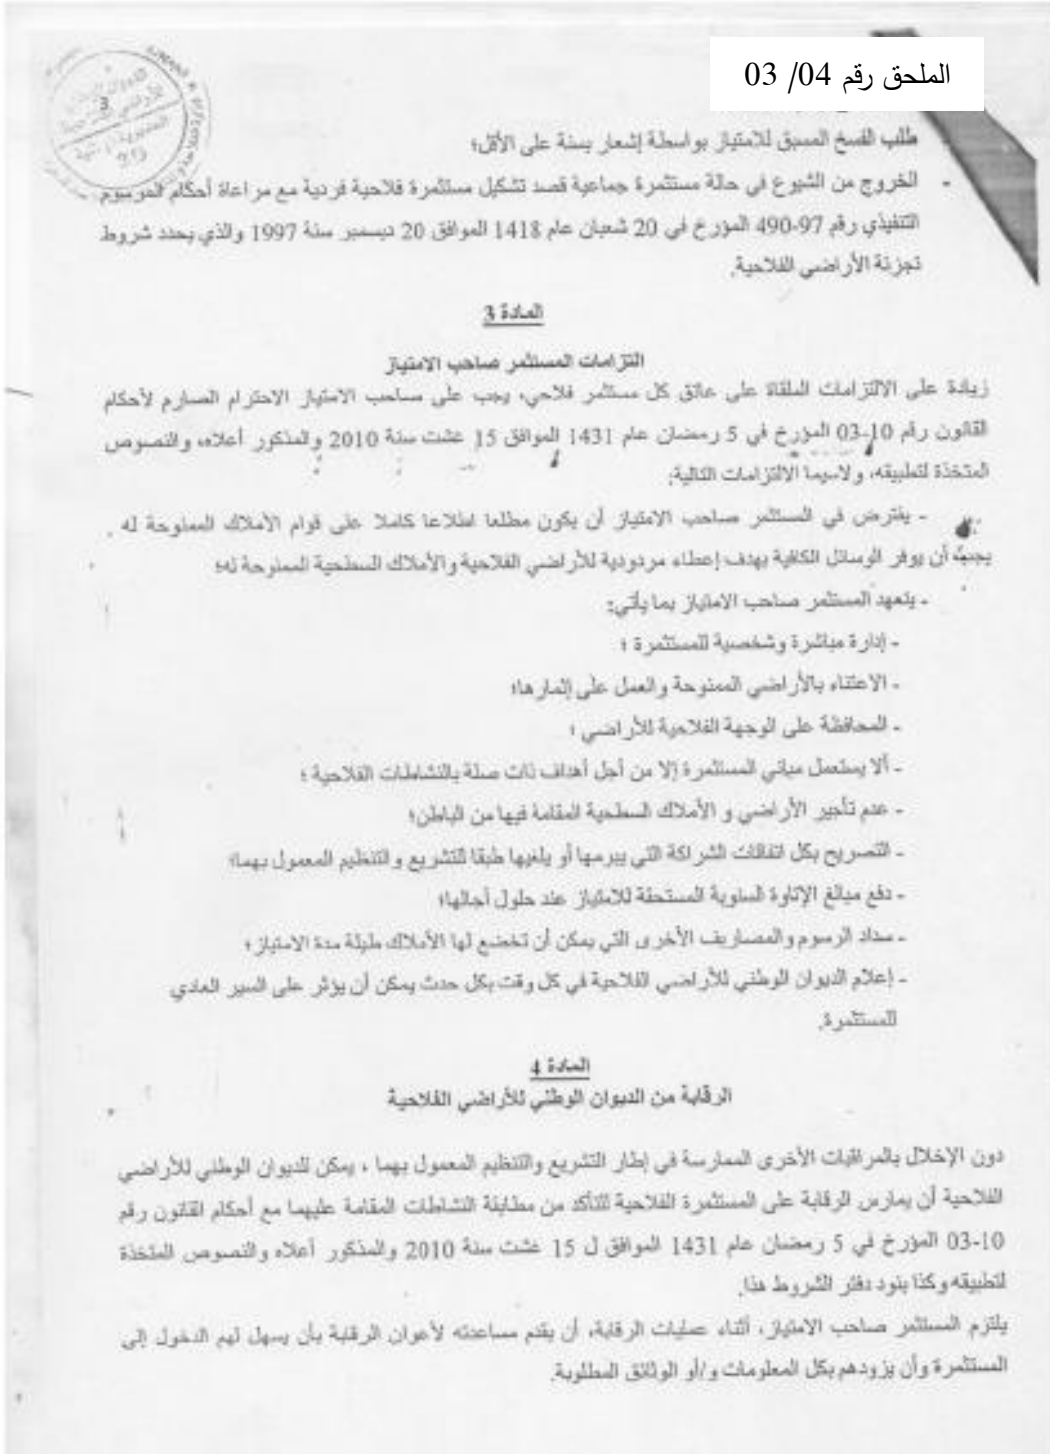 الملحق رقم 04/ 03
3
طلب الفسخ المسبق للامتياز بواسطة إشعار بسنة على الأقل؛
- الخروج من الشيوع في حالة مستثمرة جماعية قصد تشكيل مستثمرة فلاحية فردية مع مراعاة أحكام المرسوم
التنفيذي رقم 97-490 المؤرخ في 20 شعبان عام 1418 الموافق 20 ديسمبر سنة 1997 والذي يحدد شروط
تجزئة الأراضي الفلاحية.
المادة 3
التزامات المستثمر صاحب الامتياز
زيادة على الالتزامات الملقاة على عاتق كل مستثمر فلاحي، يجب على صاحب الامتياز الاحترام الصارم لأحكام
القانون رقم 10-03 المؤرخ في 5 رمضان عام 1431 الموافق 15 غشت سنة 2010 والمذكور أعلاه، والنصوص
المتخذة لتطبيقه، ولاسيما الالتزامات التالية:
- يفترض في المستثمر صاحب الامتياز أن يكون مطلعا اطلاعا كاملا على قوام الأملاك الممنوحة له .
يجب أن يوفر الوسائل الكافية بهدف إعطاء مردودية للأراضي الفلاحية والأملاك السطحية الممنوحة له؛
- يتعهد المستثمر صاحب الامتياز بما يأتي:
- إدارة مباشرة وشخصية للمستثمرة ؛
- الاعتناء بالأراضي الممنوحة والعمل على إثمارها؛
- المحافظة على الوجهة الفلاحية للأراضي ؛
- ألا يستعمل مباني المستثمرة إلا من أجل أهداف ذات صلة بالنشاطات الفلاحية ؛
- عدم تأجير الأراضي و الأملاك السطحية المقامة فيها من الباطن؛
- التصريح بكل اتفاقات الشراكة التي يبرمها أو يلغيها طبقا للتشريع و التنظيم المعمول بهما؛
- دفع مبالغ الإتاوة السنوية المستحقة للامتياز عند حلول أجالها؛
- سداد الرسوم والمصاريف الأخرى التي يمكن أن تخضع لها الأملاك طيلة مدة الامتياز ؛
- إعلام الديوان الوطني للأراضي الفلاحية في كل وقت بكل حدث يمكن أن يؤثر على السير العادي
للمستثمرة.
المادة 4
الرقابة من الديوان الوطني للأراضي الفلاحية
دون الإخلال بالمراقبات الأخرى الممارسة في إطار التشريع والتنظيم المعمول بهما ، يمكن للديوان الوطني للأراضي
الفلاحية أن يمارس الرقابة على المستثمرة الفلاحية للتأكد من مطابقة النشاطات المقامة عليهما مع أحكام القانون رقم
10-03 المؤرخ في 5 رمضان عام 1431 الموافق ل 15 غشت سنة 2010 والمذكور أعلاه والنصوص المتخذة
لتطبيقه وكذا بنود دفتر الشروط هذا.
يلتزم المستثمر صاحب الامتياز، أثناء عمليات الرقابة، أن يقدم مساعدته لأعوان الرقابة بأن يسهل لهم الدخول إلى
المستثمرة وأن يزودهم بكل المعلومات و/أو الوثائق المطلوبة.